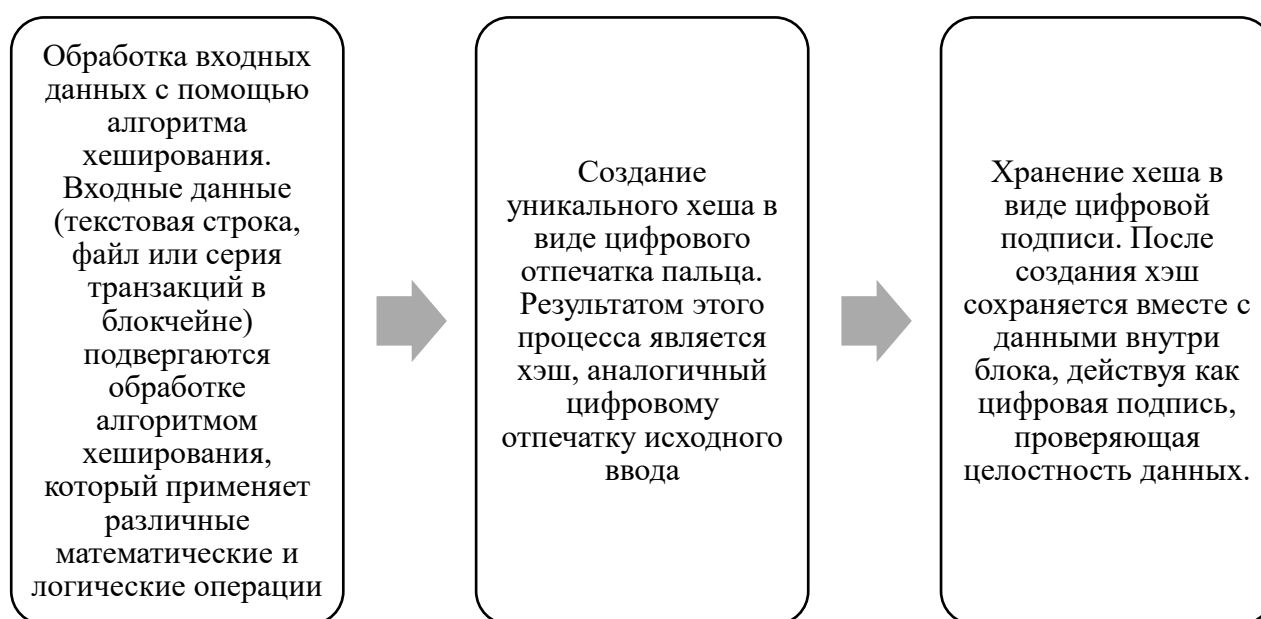 Обработка входных
данных с помощью
алгоритма
хеширования.
Входные данные
(текстовая строка,
файл или серия
транзакций в
блокчейне)
подвергаются
обработке
алгоритмом
хеширования,
который применяет
различные
математические и
логические операции
Создание
уникального хеша в
виде цифрового
отпечатка пальца.
Результатом этого
процесса является
хэш, аналогичный
цифровому
отпечатку исходного
ввода
Хранение хеша в
виде цифровой
подписи. После
создания хэш
сохраняется вместе с
данными внутри
блока, действуя как
цифровая подпись,
проверяющая
целостность данных.